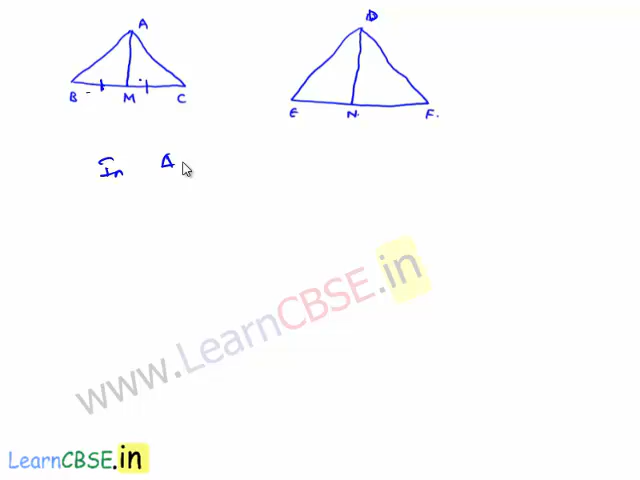 A
D
B M C
E N. F.
In Δ
www.LearnCBSE.in
LearnCBSE.in